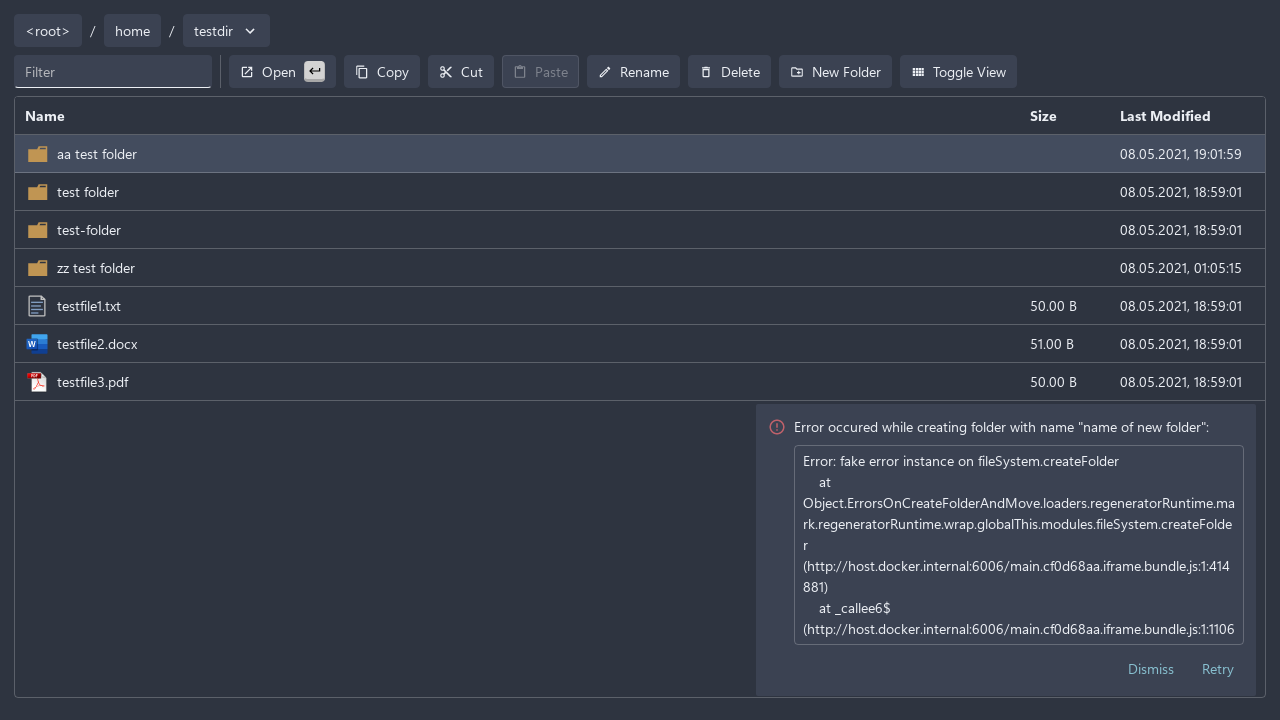 <root> / home / testdir
Filter Open Copy Cut Paste Rename Delete New Folder Toggle View
Name Size Last Modified
aa test folder 08.05.2021, 19:01:59
test folder 08.05.2021, 18:59:01
test-folder 08.05.2021, 18:59:01
zz test folder 08.05.2021, 01:05:15
testfile1.txt 50.00 B 08.05.2021, 18:59:01
W testfile2.docx 51.00 B 08.05.2021, 18:59:01
PDF testfile3.pdf 50.00 B 08.05.2021, 18:59:01
Error occured while creating folder with name "name of new folder":
Error: fake error instance on fileSystem.createFolder
at
Object.ErrorsOnCreateFolderAndMove.loaders.regeneratorRuntime.ma
rk.regeneratorRuntime.wrap.globalThis.modules.fileSystem.createFolde
r
(http://host.docker.internal:6006/main.cf0d68aa.iframe.bundle.js:1:414
881)
at _callee6$
(http://host.docker.internal:6006/main.cf0d68aa.iframe.bundle.js:1:1106
Dismiss Retry